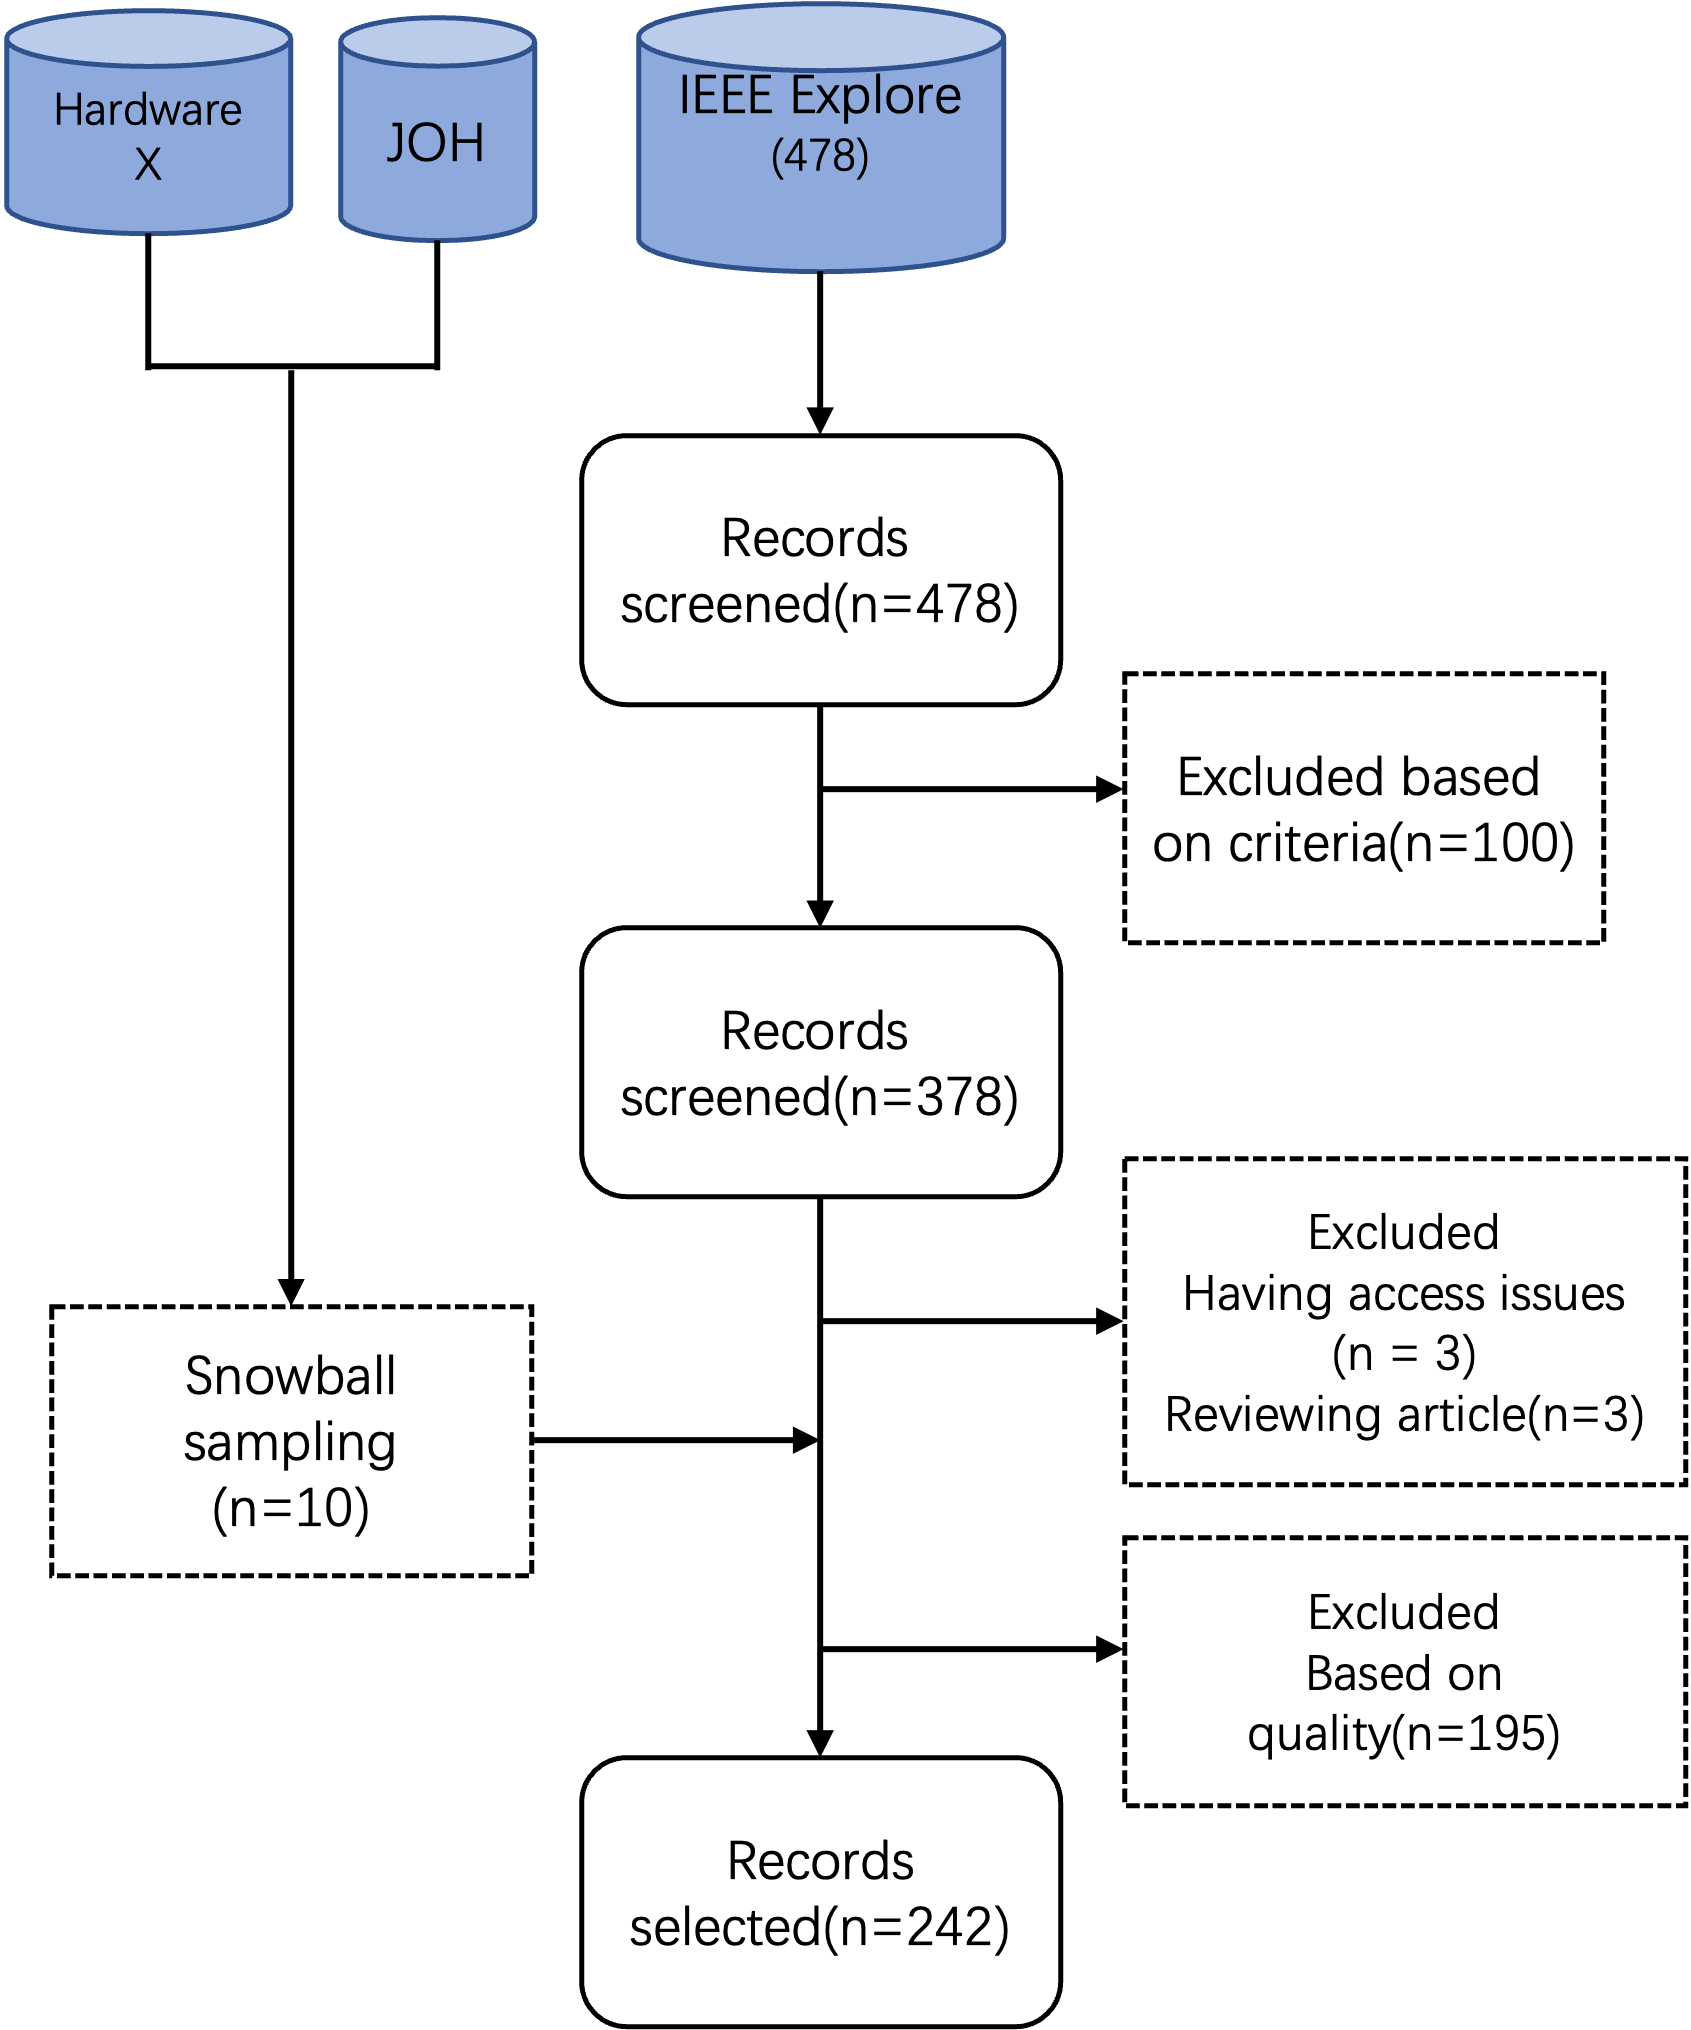 Hardware
X
JOH
IEEE Explore
(478)
Records
screened(n=478)
Excluded based
on criteria(n=100)
Records
screened(n=378)
Excluded
Having access issues
(n = 3)
Reviewing article(n=3)
Snowball
sampling
(n=10)
Excluded
Based on
quality(n=195)
Records
selected(n=242)